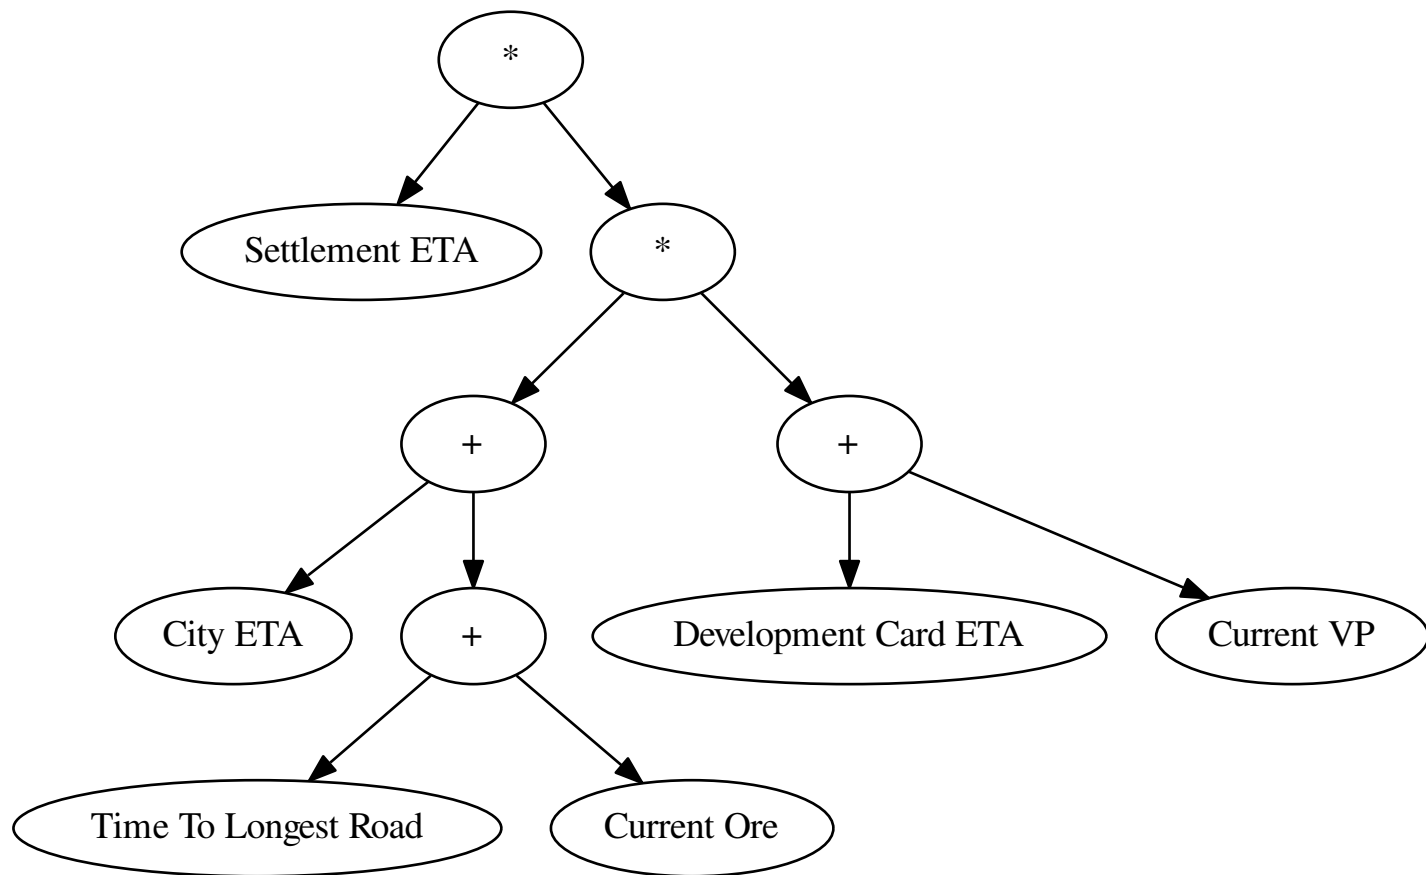 *
Settlement ETA
*
+
+
City ETA
+
Development Card ETA
Current VP
Time To Longest Road
Current Ore